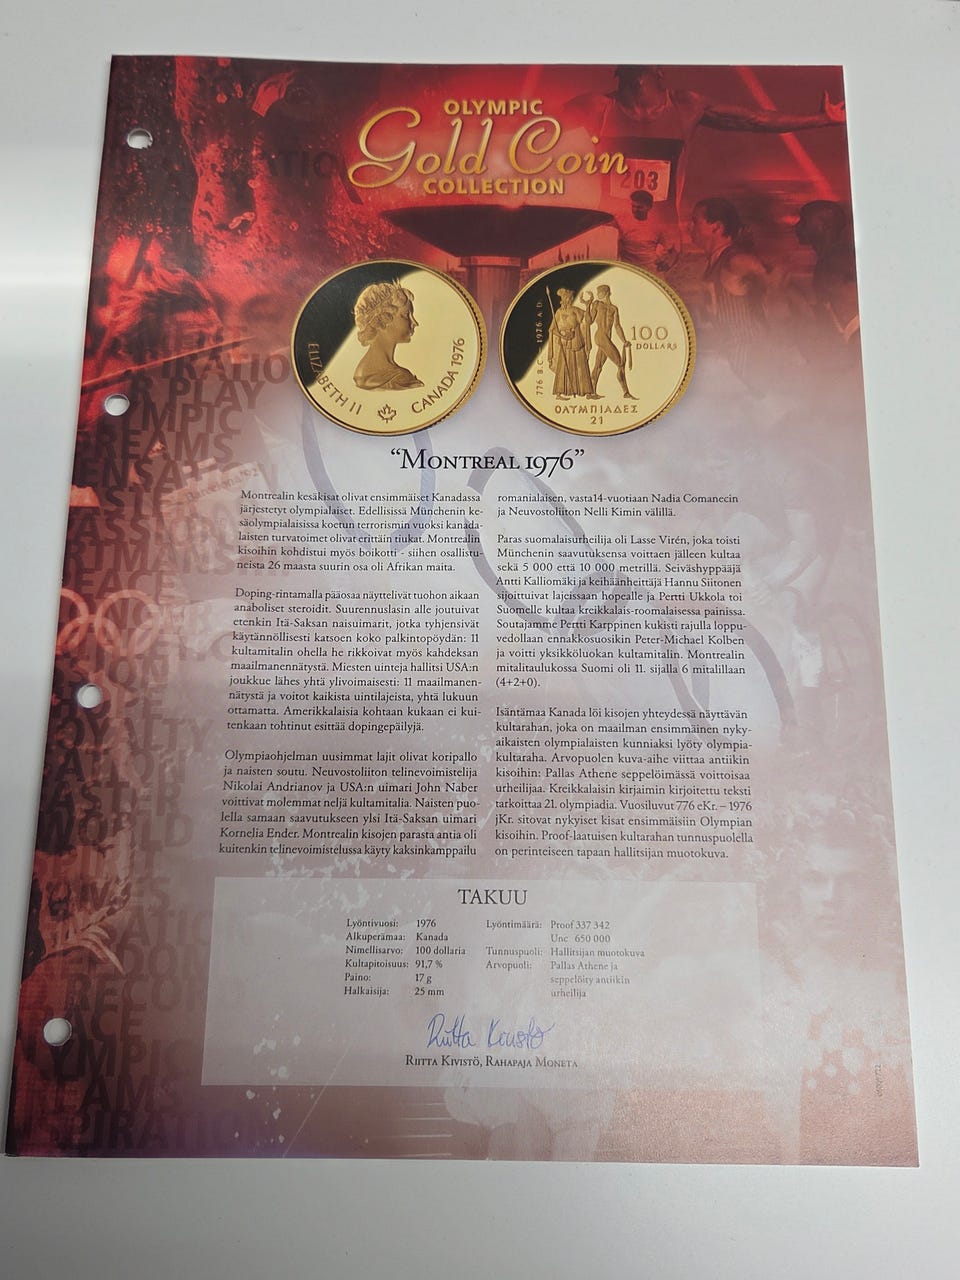 OLYMPIC
Gold Coin
COLLECTION
203
ELIZABETH II
CANADA 1976
776 B.C. 1976 A.D.
100
DOLLARS
ΟΛΥΜΠΙΑΔΕΣ
21
“Montreal 1976”
Montrealin kesäkisat olivat ensimmäiset Kanadassa
järjestetyt olympialaiset. Edellisissä Münchenin ke-
säolympialaisissa koetun terrorismin vuoksi kanada-
laisten turvatoimet olivat erittäin tiukat. Montrealin
kisoihin kohdistui myös boikotti - siihen osallistu-
neista 26 maasta suurin osa oli Afrikan maita.
Doping-rintamalla pääosaa näyttelivät tuohon aikaan
anaboliset steroidit. Suurennuslasin alle joutuivat
etenkin Itä-Saksan naisuimarit, jotka tyhjensivät
käytännöllisesti katsoen koko palkintopöydän: 11
kultamitalin ohella he rikkoivat myös kahdeksan
maailmanennätystä. Miesten uinteja hallitsi USA:n
joukkue lähes yhtä ylivoimaisesti: 11 maailmanen-
nätystä ja voitot kaikista uintilajeista, yhtä lukuun
ottamatta. Amerikkalaisia kohtaan kukaan ei kui-
tenkaan tohtinut esittää dopingepäilyjä.
Olympiaohjelman uusimmat lajit olivat koripallo
ja naisten soutu. Neuvostoliiton telinevoimistelija
Nikolai Andrianov ja USA:n uimari John Naber
voittivat molemmat neljä kultamitalia. Naisten puo-
lella samaan saavutukseen ylsi Itä-Saksan uimari
Kornelia Ender. Montrealin kisojen parasta antia oli
kuitenkin telinevoimistelussa käyty kaksinkamppailu
romanialaisen, vasta14-vuotiaan Nadia Comanecin
ja Neuvostoliiton Nelli Kimin välillä.
Paras suomalaisurheilija oli Lasse Virén, joka toisti
Münchenin saavutuksensa voittaen jälleen kultaa
sekä 5 000 että 10 000 metrillä. Seiväshyppääjä
Antti Kalliomäki ja keihäänheittäjä Hannu Siitonen
sijoittuivat lajeissaan hopealle ja Pertti Ukkola toi
Suomelle kultaa kreikkalais-roomalaisessa painissa.
Soutajamme Pertti Karppinen kukisti rajulla loppu-
vedollaan ennakkosuosikin Peter-Michael Kolben
ja voitti yksikköluokan kultamitalin. Montrealin
mitalitaulukossa Suomi oli 11. sijalla 6 mitalillaan
(4+2+0).
Isäntämaa Kanada löi kisojen yhteydessä näyttävän
kultarahan, joka on maailman ensimmäinen nyky-
aikaisten olympialaisten kunniaksi lyöty olympia-
kultaraha. Arvopuolen kuva-aihe viittaa antiikin
kisoihin: Pallas Athene seppelöimässä voittoisaa
urheilijaa. Kreikkalaisin kirjaimin kirjoitettu teksti
tarkoittaa 21. olympiadia. Vuosiluvut 776 eKr. – 1976
jKr. sitovat nykyiset kisat ensimmäisiin Olympian
kisoihin. Proof-laatuisen kultarahan tunnuspuolella
on perinteiseen tapaan hallitsijan muotokuva.
TAKUU
Lyöntivuosi: 1976
Alkuperämaa: Kanada
Nimellisarvo: 100 dollaria
Kultapitoisuus: 91,7 %
Paino: 17 g
Halkaisija: 25 mm
Lyöntimäärä: Proof 337 342
Unc 650 000
Tunnuspuoli: Hallitsijan muotokuva
Arvopuoli: Pallas Athene ja
seppelöity antiikin
urheilija
Riitta Kivistö
Riitta Kivistö, Rahapaja Moneta